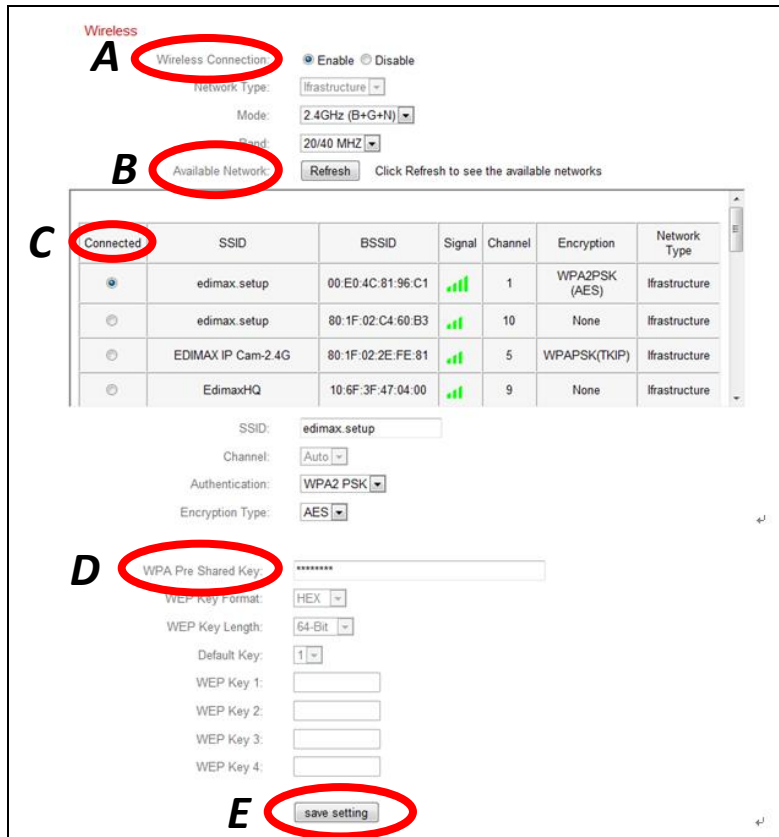 Wireless
A Wireless Connection: Enable Disable
Network Type: Ifrastructure
Mode: 2.4GHz (B+G+N)
Band: 20/40 MHZ
B Available Network: Refresh Click Refresh to see the available networks
C Connected SSID BSSID Signal Channel Encryption Network Type
edimax.setup 00:E0:4C:81:96:C1 1 WPA2PSK (AES) Ifrastructure
edimax.setup 80:1F:02:C4:60:B3 10 None Ifrastructure
EDIMAX IP Cam-2.4G 80:1F:02:2E:FE:81 5 WPAPSK(TKIP) Ifrastructure
EdimaxHQ 10:6F:3F:47:04:00 9 None Ifrastructure
SSID: edimax.setup
Channel: Auto
Authentication: WPA2 PSK
Encryption Type: AES
D WPA Pre Shared Key: ********
WEP Key Format: HEX
WEP Key Length: 64-Bit
Default Key: 1
WEP Key 1:
WEP Key 2:
WEP Key 3:
WEP Key 4:
E save setting